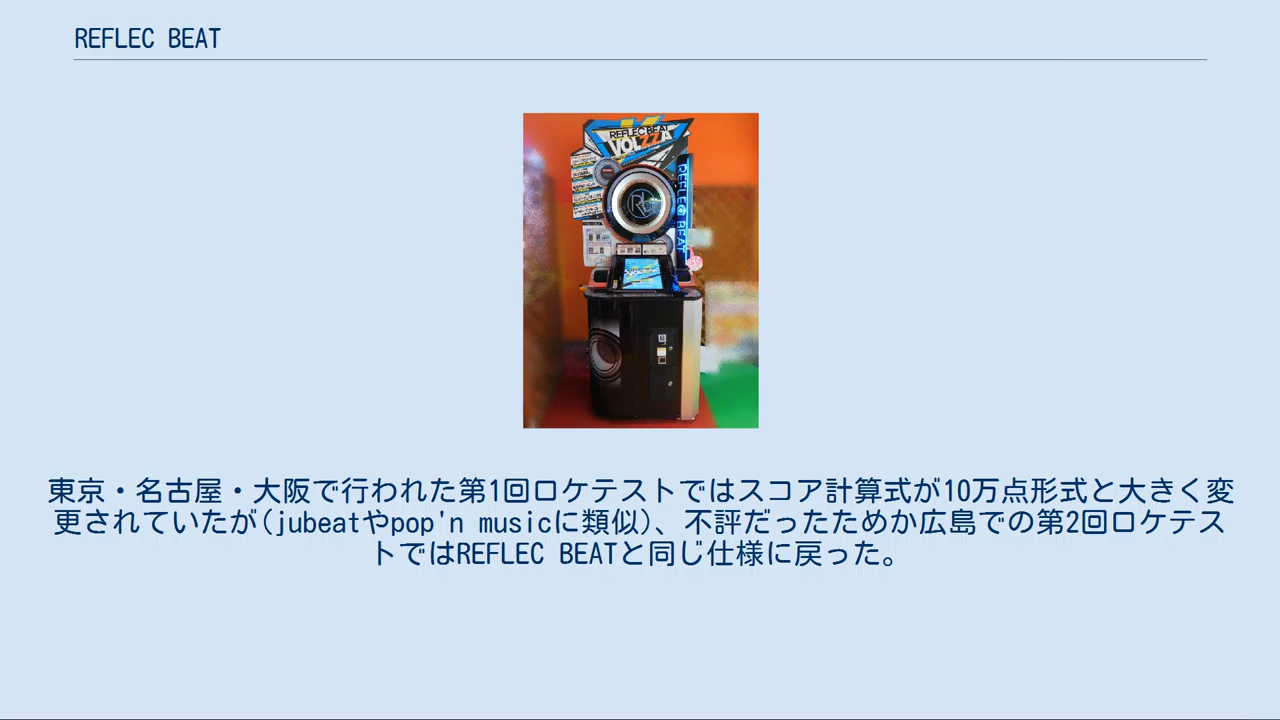 REFLEC BEAT
REFLEC BEAT
VOLZZA
REFLEC BEAT
東京・名古屋・大阪で行われた第1回ロケテストではスコア計算式が10万点形式と大きく変
更されていたが(jubeatやpop'n musicに類似)、不評だったためか広島での第2回ロケテス
トではREFLEC BEATと同じ仕様に戻った。